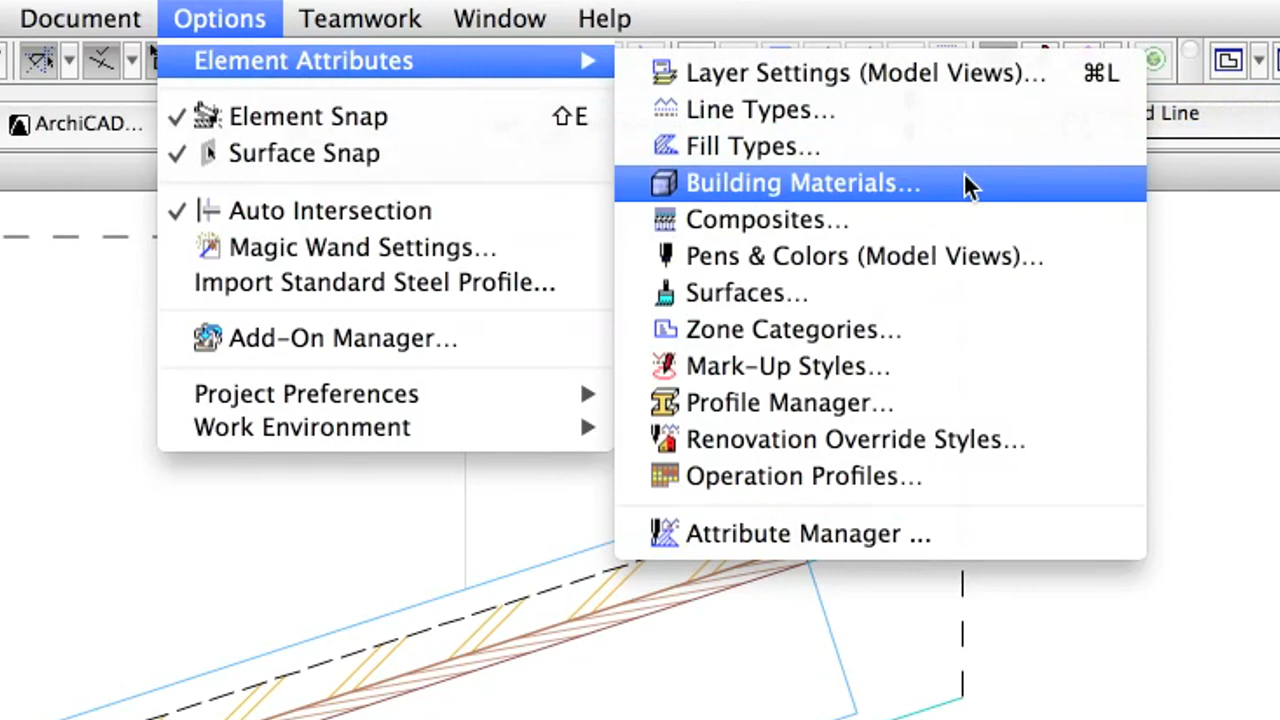 Document Options Teamwork Window Help
ArchiCAD...
d Line
Element Attributes
Element Snap ⇧E
Surface Snap
Auto Intersection
Magic Wand Settings...
Import Standard Steel Profile...
Add-On Manager...
Project Preferences
Work Environment
Layer Settings (Model Views)... ⌘L
Line Types...
Fill Types...
Building Materials...
Composites...
Pens & Colors (Model Views)...
Surfaces...
Zone Categories...
Mark-Up Styles...
Profile Manager...
Renovation Override Styles...
Operation Profiles...
Attribute Manager ...